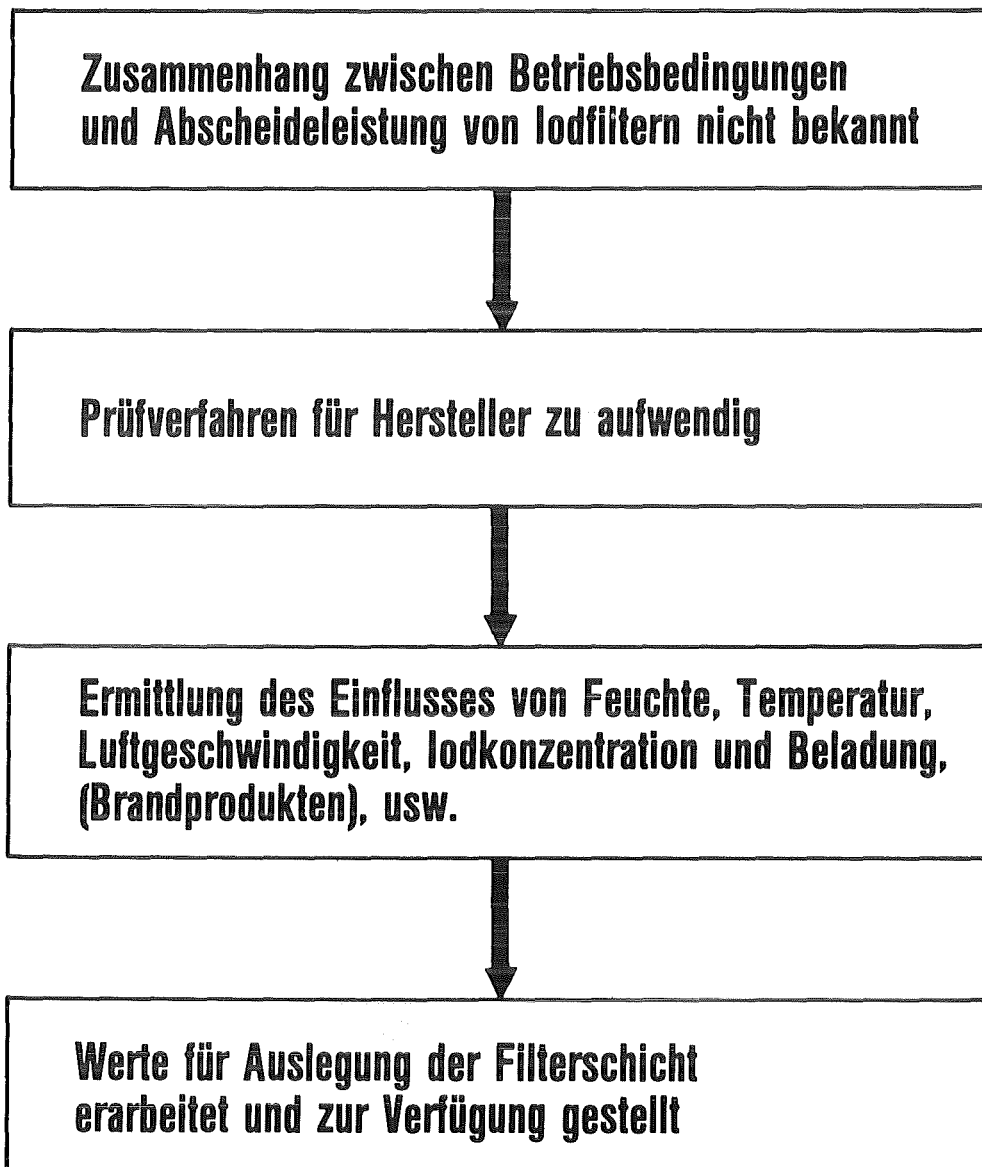 Zusammenhang zwischen Betriebsbedingungen
und Abscheideleistung von Iodfiltern nicht bekannt
Prüfverfahren für Hersteller zu aufwendig
Ermittlung des Einflusses von Feuchte, Temperatur,
Luftgeschwindigkeit, Iodkonzentration und Beladung,
(Brandprodukten), usw.
Werte für Auslegung der Filterschicht
erarbeitet und zur Verfügung gestellt